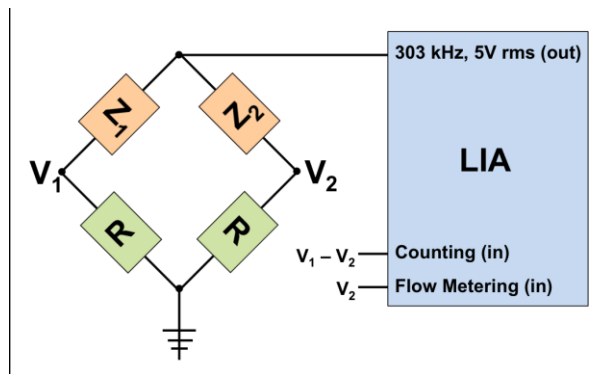 303 kHz, 5V rms (out)
Z1
Z2
V1
V2
LIA
R
R
V1 – V2
Counting (in)
V2
Flow Metering (in)